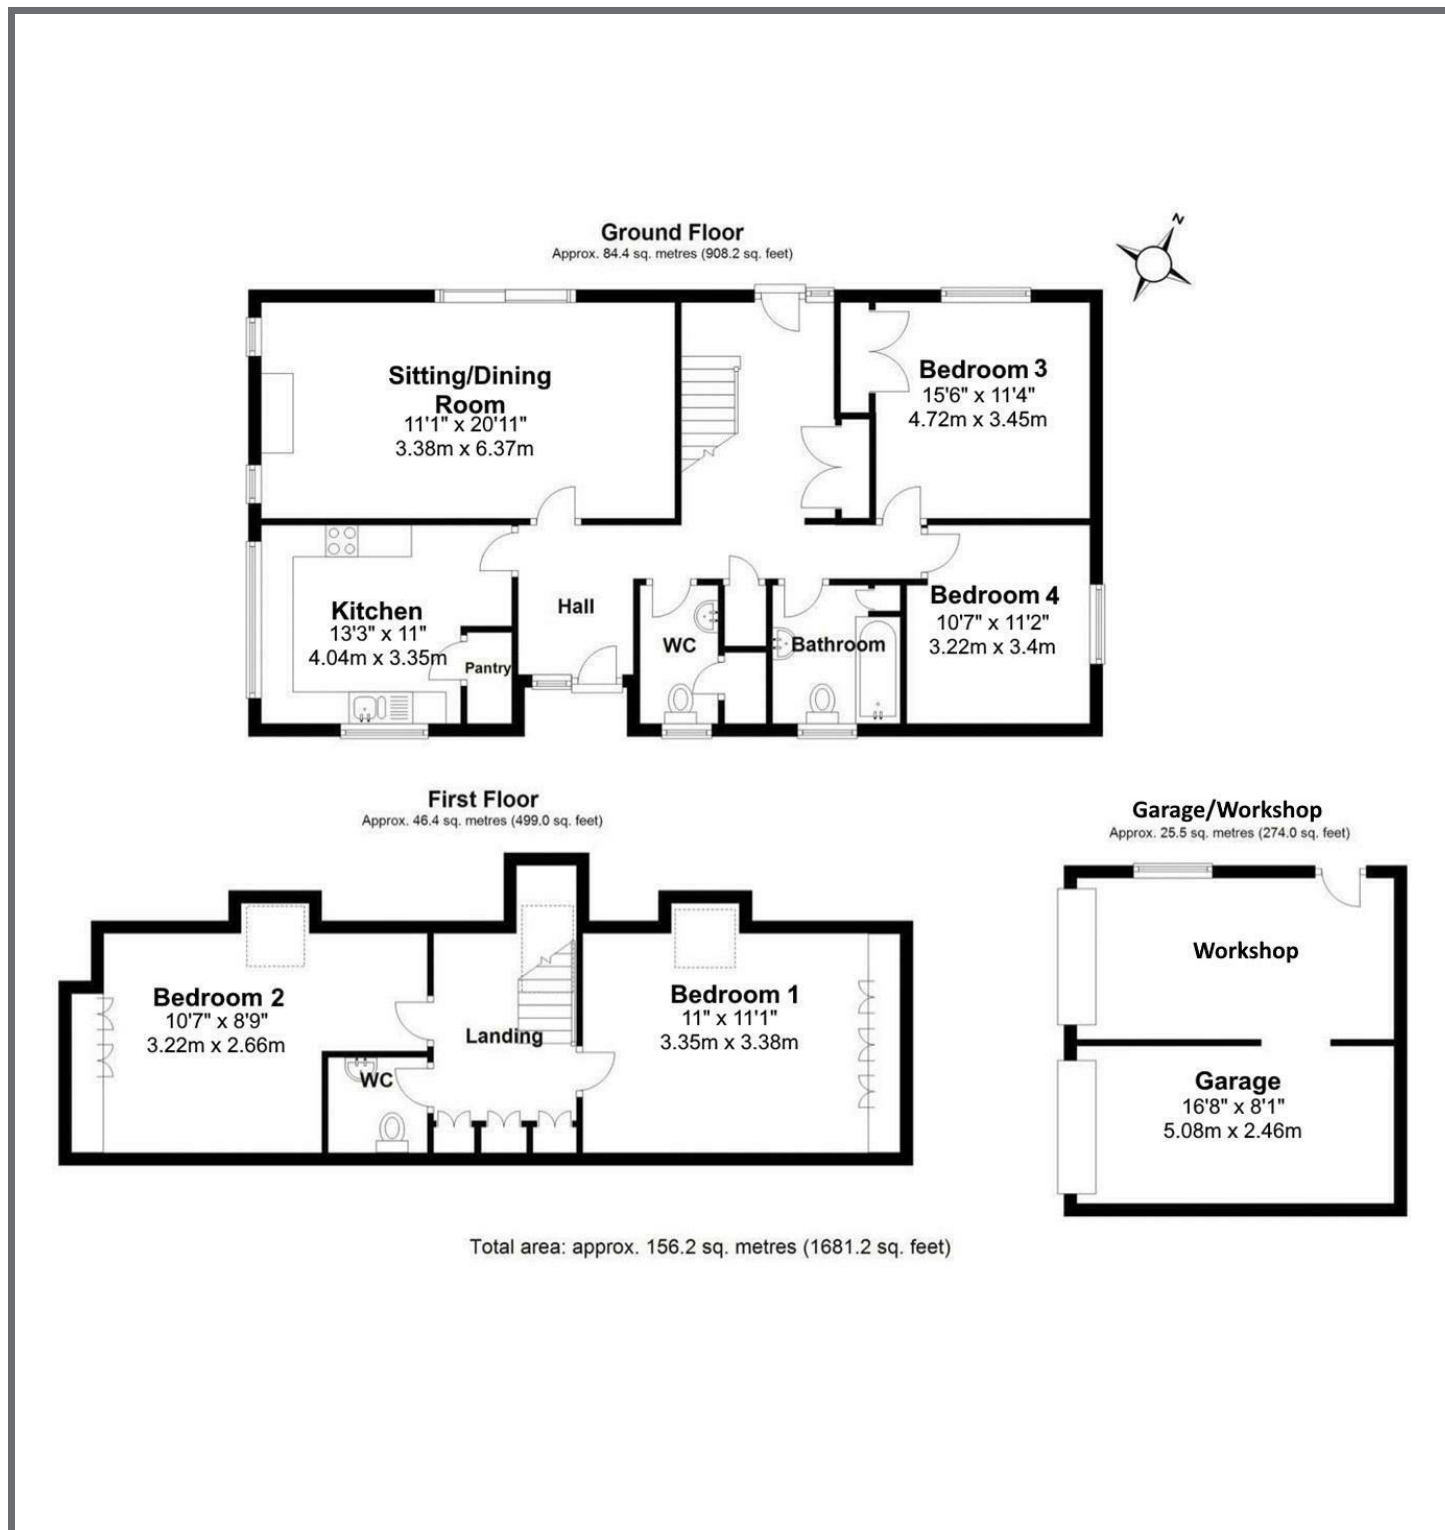 Ground Floor
Approx. 84.4 sq. metres (908.2 sq. feet)
N
Sitting/Dining
Room
11'1" x 20'11"
3.38m x 6.37m
Bedroom 3
15'6" x 11'4"
4.72m x 3.45m
Kitchen
13'3" x 11"
4.04m x 3.35m
Pantry
Hall
WC
Bathroom
Bedroom 4
10'7" x 11'2"
3.22m x 3.4m
First Floor
Approx. 46.4 sq. metres (499.0 sq. feet)
Bedroom 2
10'7" x 8'9"
3.22m x 2.66m
WC
Landing
Bedroom 1
11" x 11'1"
3.35m x 3.38m
Garage/Workshop
Approx. 25.5 sq. metres (274.0 sq. feet)
Workshop
Garage
16'8" x 8'1"
5.08m x 2.46m
Total area: approx. 156.2 sq. metres (1681.2 sq. feet)